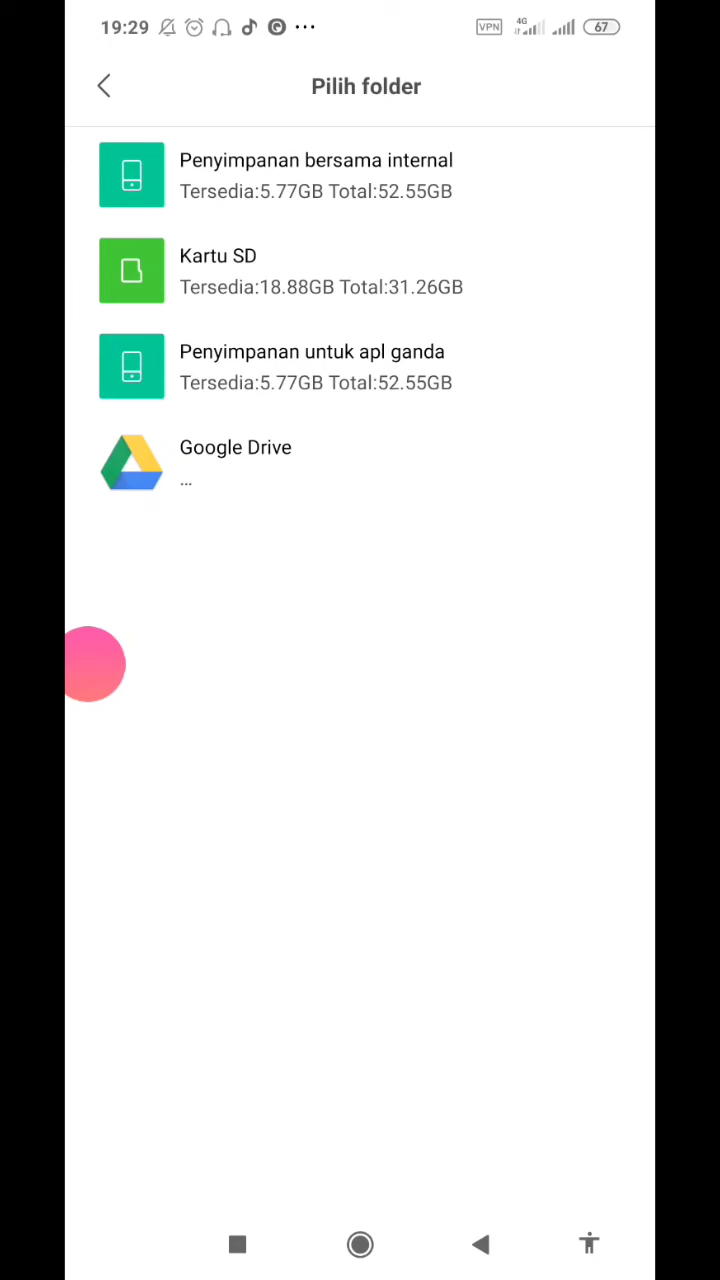 19:29 VPN 4G 67
Pilih folder
Penyimpanan bersama internal
Tersedia:5.77GB Total:52.55GB
Kartu SD
Tersedia:18.88GB Total:31.26GB
Penyimpanan untuk apl ganda
Tersedia:5.77GB Total:52.55GB
Google Drive
...